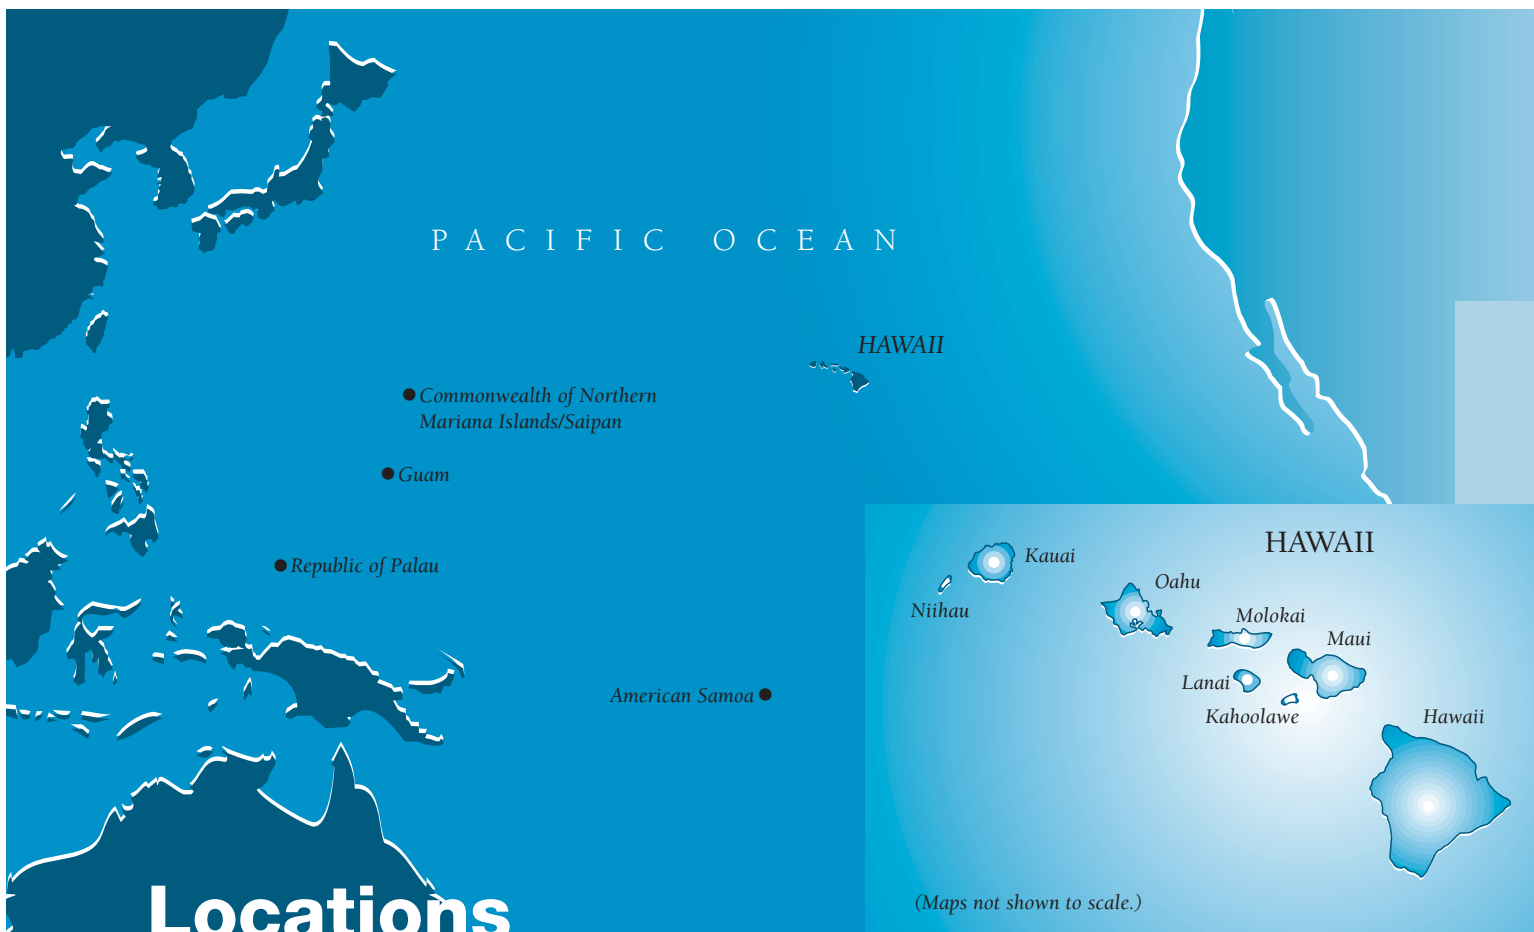 PACIFIC OCEAN
HAWAII
Commonwealth of Northern
Mariana Islands/Saipan
Guam
Republic of Palau
American Samoa
HAWAII
Kauai
Niihau
Oahu
Molokai
Maui
Lanai
Kahoolawe
Hawaii
(Maps not shown to scale.)
Locations